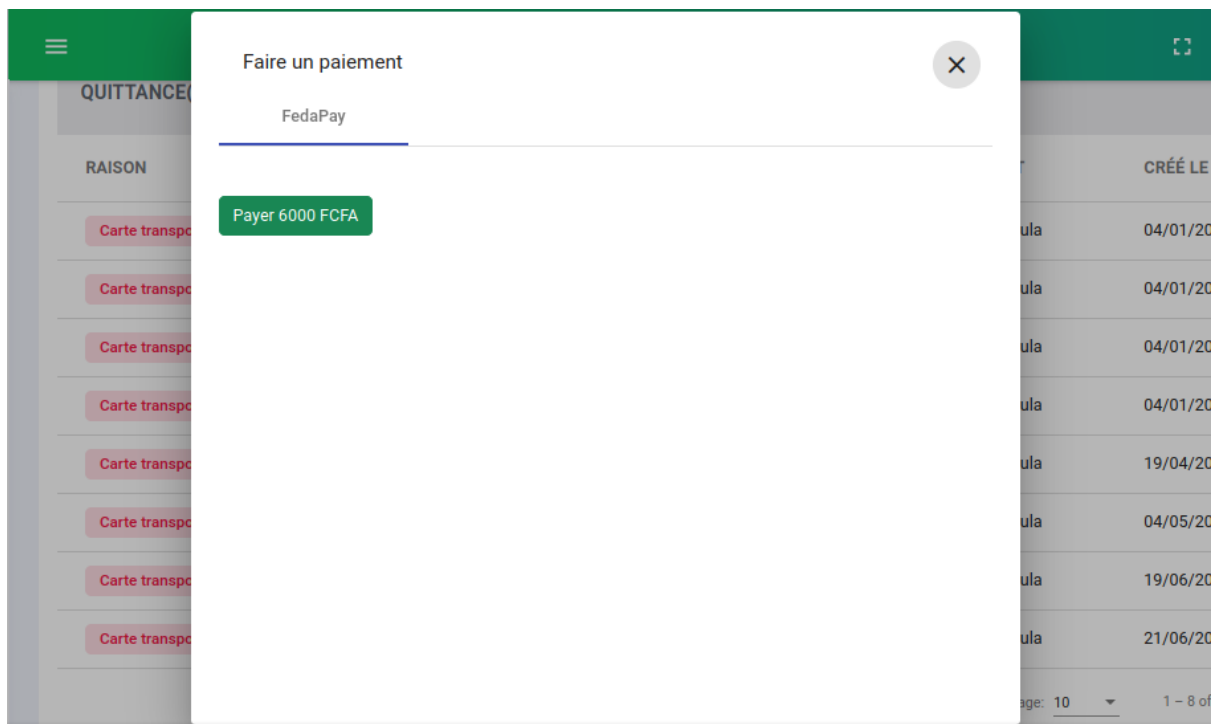 Faire un paiement
FedaPay
Payer 6000 FCFA
QUITTANCE(
RAISON CRÉÉ LE
Carte transpo ula 04/01/20
Carte transpo ula 04/01/20
Carte transpo ula 04/01/20
Carte transpo ula 04/01/20
Carte transpo ula 19/04/20
Carte transpo ula 04/05/20
Carte transpo ula 19/06/20
Carte transpo ula 21/06/20
age: 10 1 – 8 of